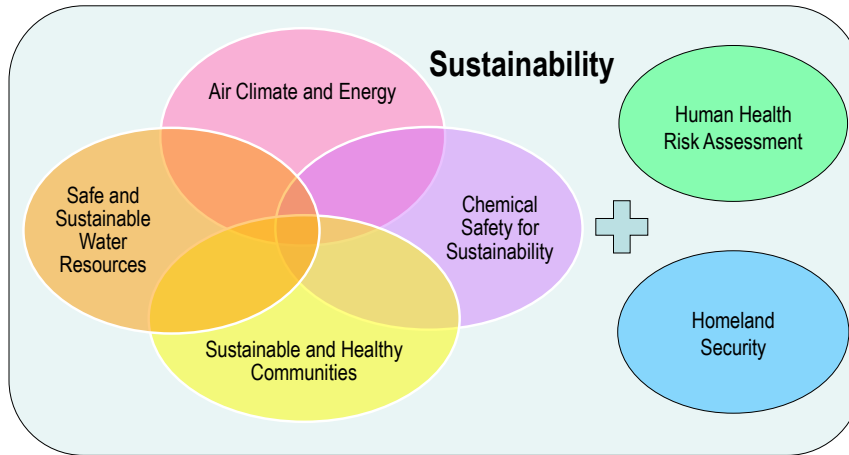 Sustainability
Air Climate and Energy
Human Health
Risk Assessment
Safe and
Sustainable
Water
Resources
Chemical
Safety for
Sustainability
Sustainable and Healthy
Communities
Homeland
Security